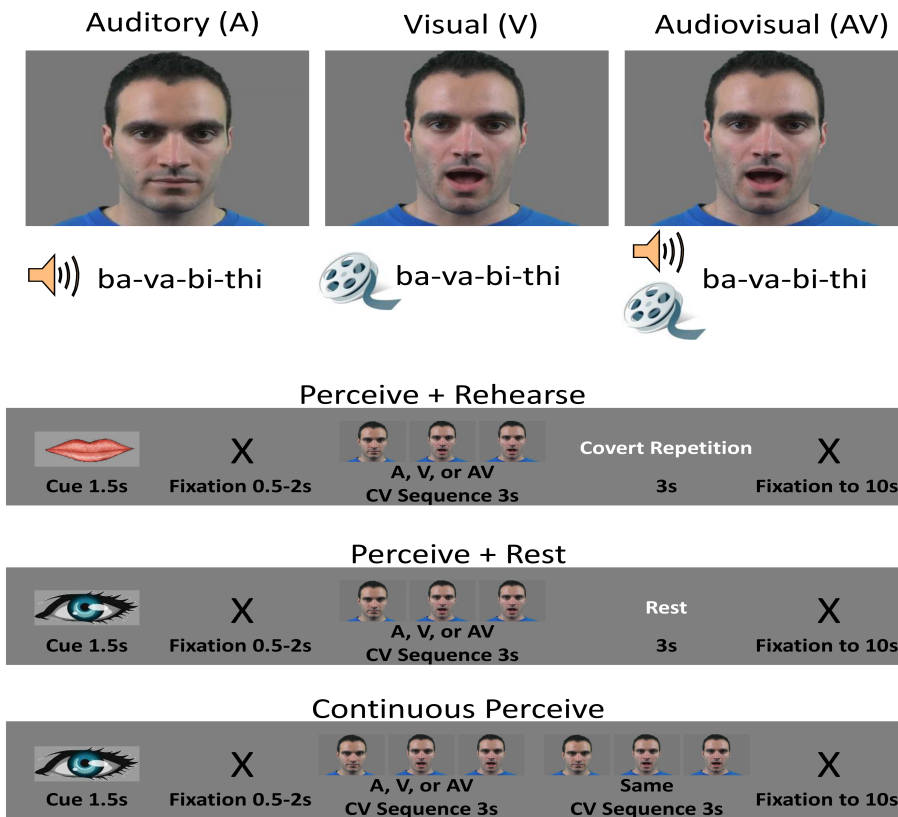 Auditory (A) Visual (V) Audiovisual (AV)
ba-va-bi-thi ba-va-bi-thi ba-va-bi-thi
Perceive + Rehearse
X Covert Repetition X
A, V, or AV
Cue 1.5s Fixation 0.5-2s CV Sequence 3s 3s Fixation to 10s
Perceive + Rest
X Rest X
A, V, or AV
Cue 1.5s Fixation 0.5-2s CV Sequence 3s 3s Fixation to 10s
Continuous Perceive
X X
A, V, or AV Same
Cue 1.5s Fixation 0.5-2s CV Sequence 3s CV Sequence 3s Fixation to 10s